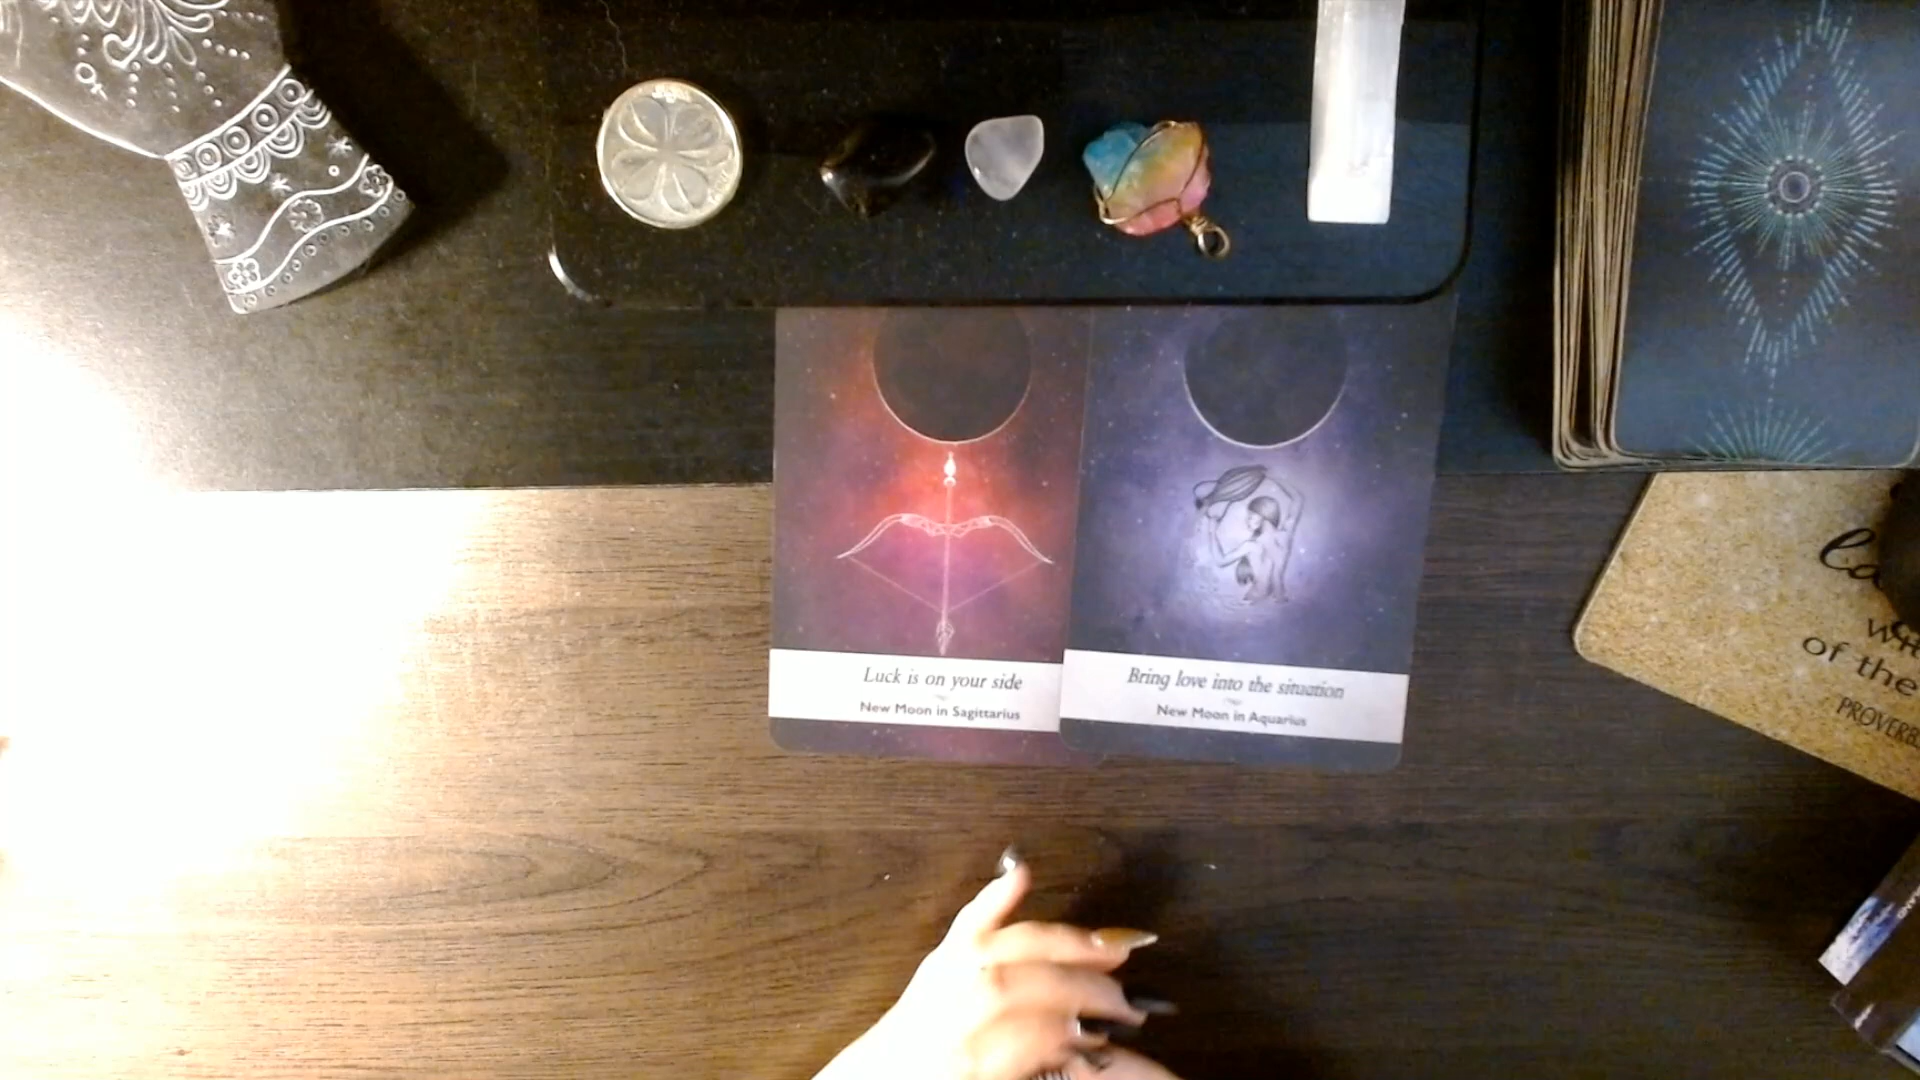 Luck is on your side
New Moon in Sagittarius
Bring love into the situation
New Moon in Aquarius
of the